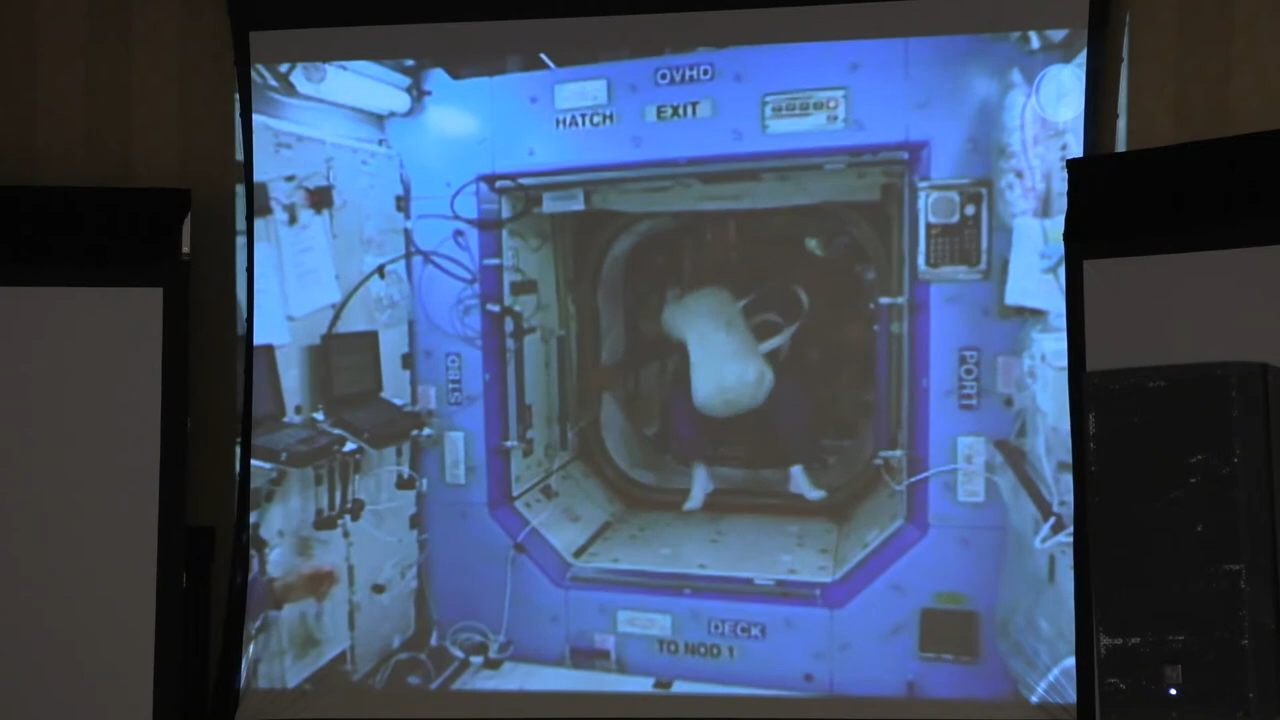 OVHD
HATCH
EXIT
STBD
PORT
DECK
TO NOD 1